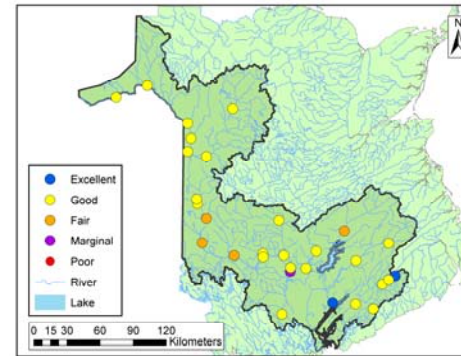 N
Excellent
Good
Fair
Marginal
Poor
River
Lake
0 15 30 60 90 120
Kilometers